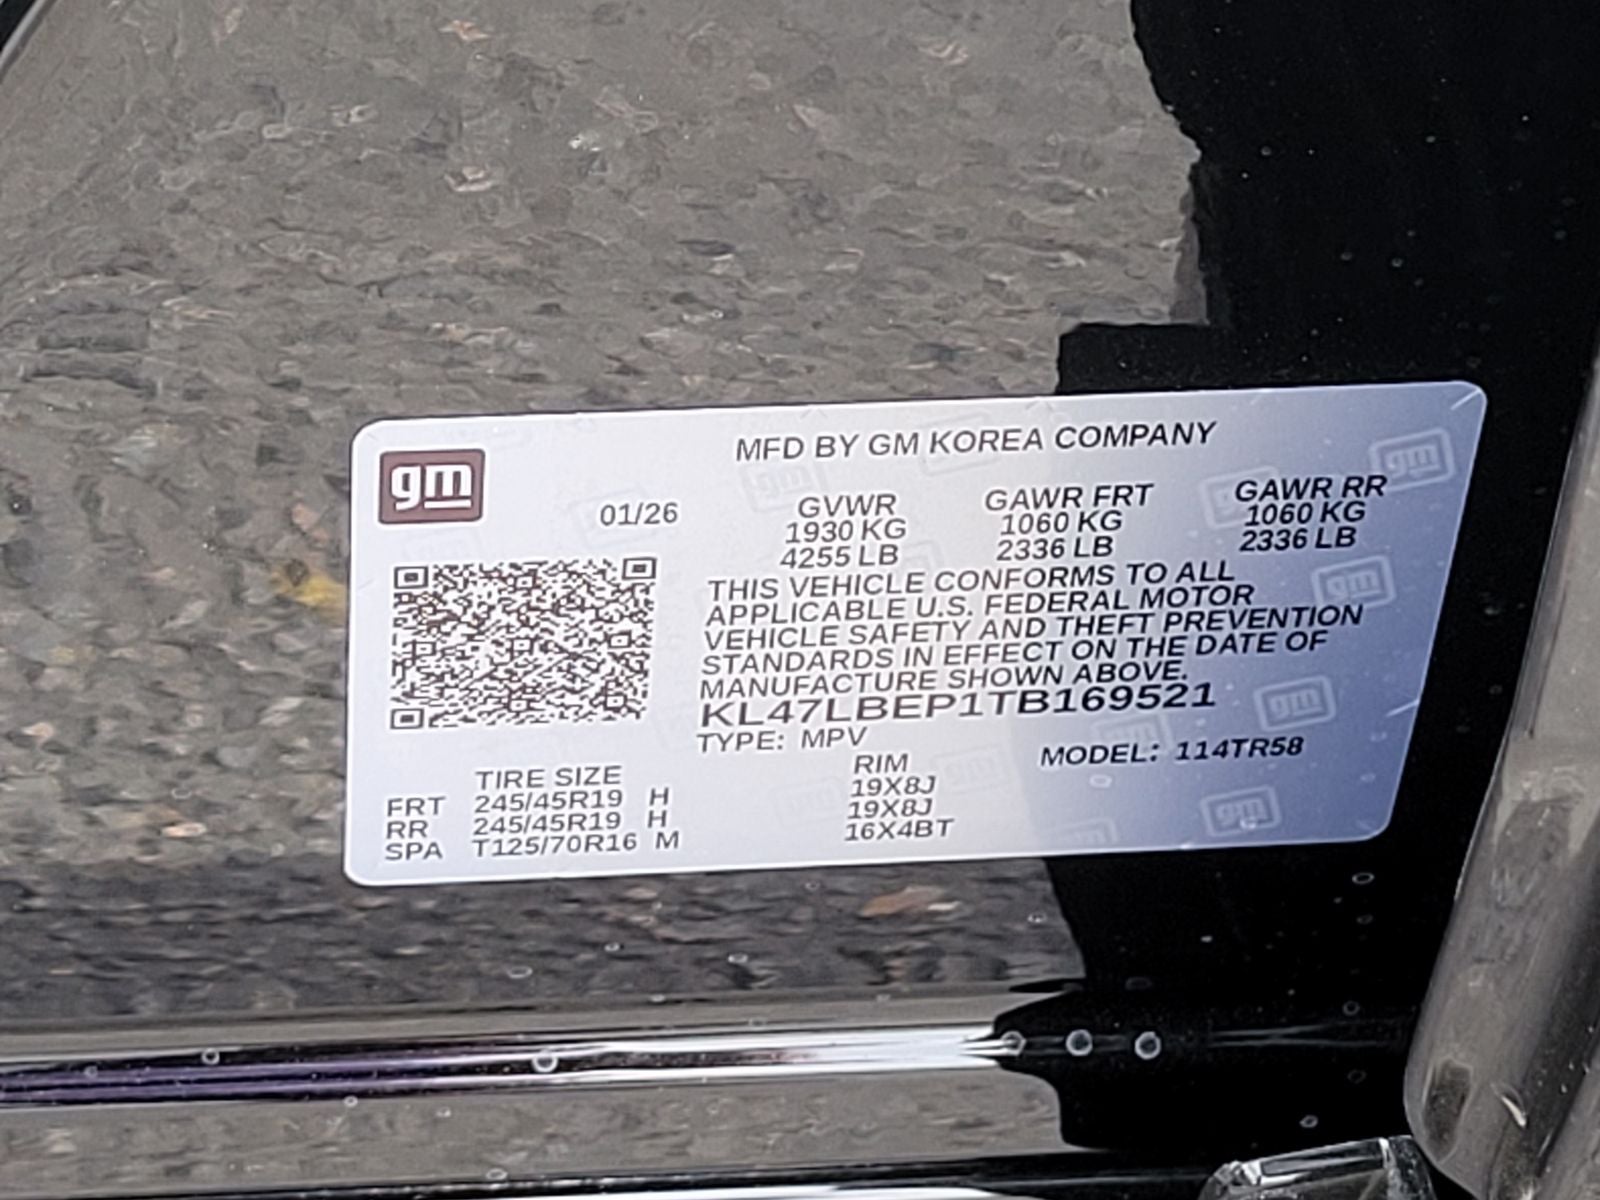 gm
MFD BY GM KOREA COMPANY
01/26
GVWR GAWR FRT GAWR RR
1930 KG 1060 KG 1060 KG
4255 LB 2336 LB 2336 LB
THIS VEHICLE CONFORMS TO ALL
APPLICABLE U.S. FEDERAL MOTOR
VEHICLE SAFETY AND THEFT PREVENTION
STANDARDS IN EFFECT ON THE DATE OF
MANUFACTURE SHOWN ABOVE.
KL47LBEP1TB169521
TYPE: MPV MODEL: 114TR58
TIRE SIZE RIM
FRT 245/45R19 H 19X8J
RR 245/45R19 H 19X8J
SPA T125/70R16 M 16X4BT